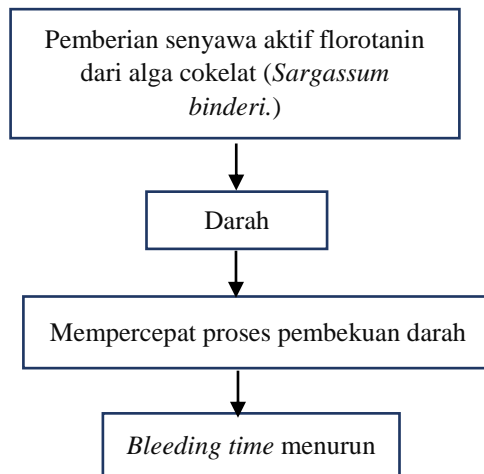 Pemberian senyawa aktif florotanin
dari alga cokelat (Sargassum
binderi.)
Darah
Mempercepat proses pembekuan darah
Bleeding time menurun